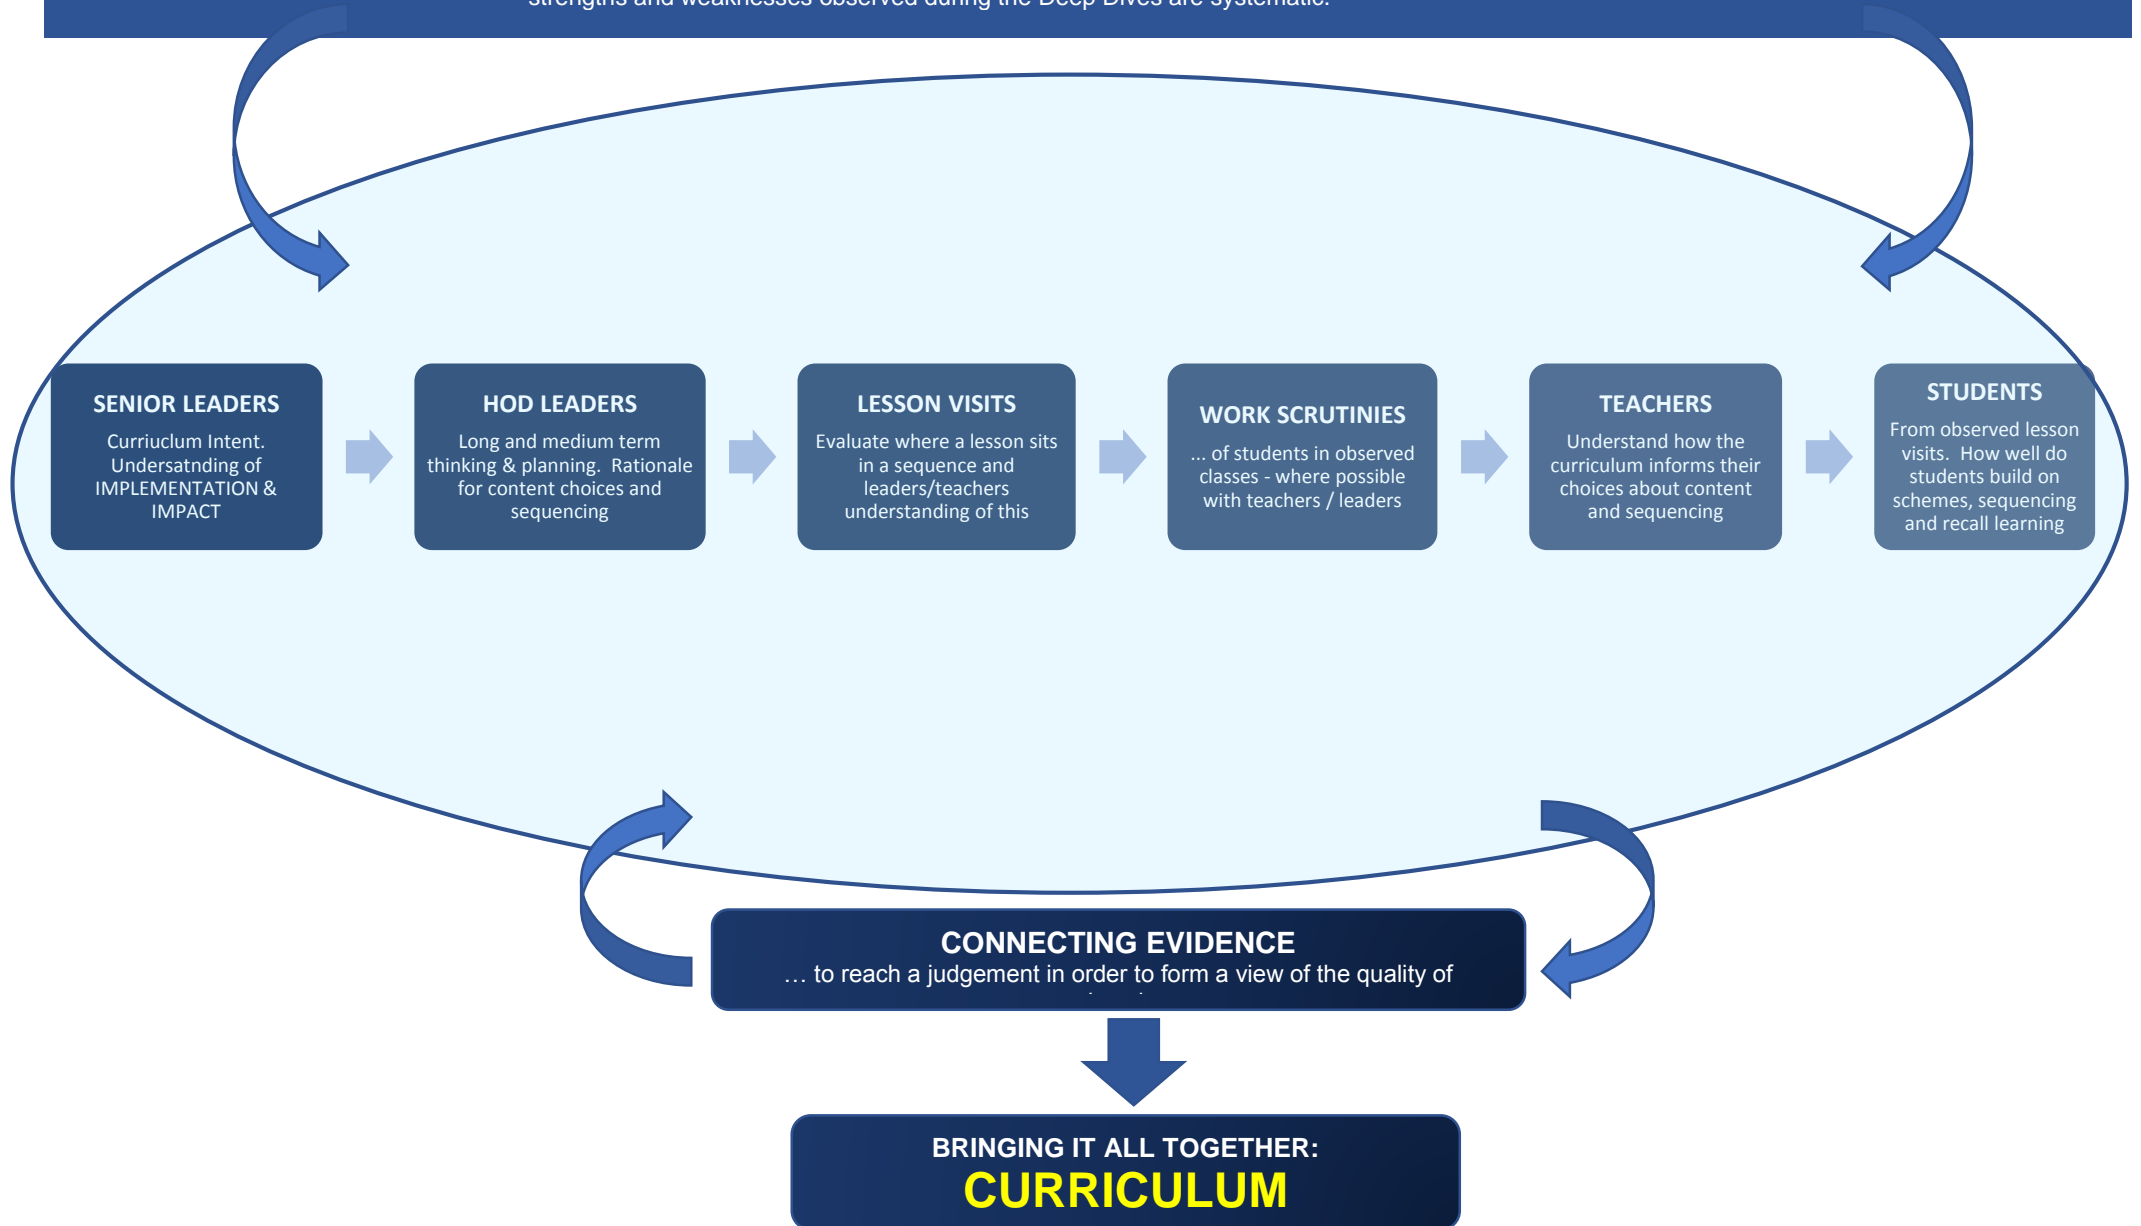 strengths and weaknesses observed during the Deep Dives are systematic.
SENIOR LEADERS
Curriuclum Intent.
Undersatnding of
IMPLEMENTATION &
IMPACT
HOD LEADERS
Long and medium term
thinking & planning. Rationale
for content choices and
sequencing
LESSON VISITS
Evaluate where a lesson sits
in a sequence and
leaders/teachers
understanding of this
WORK SCRUTINIES
... of students in observed
classes - where possible
with teachers / leaders
TEACHERS
Understand how the
curriculum informs their
choices about content
and sequencing
STUDENTS
From observed lesson
visits. How well do
students build on
schemes, sequencing
and recall learning
CONNECTING EVIDENCE
… to reach a judgement in order to form a view of the quality of
BRINGING IT ALL TOGETHER:
CURRICULUM